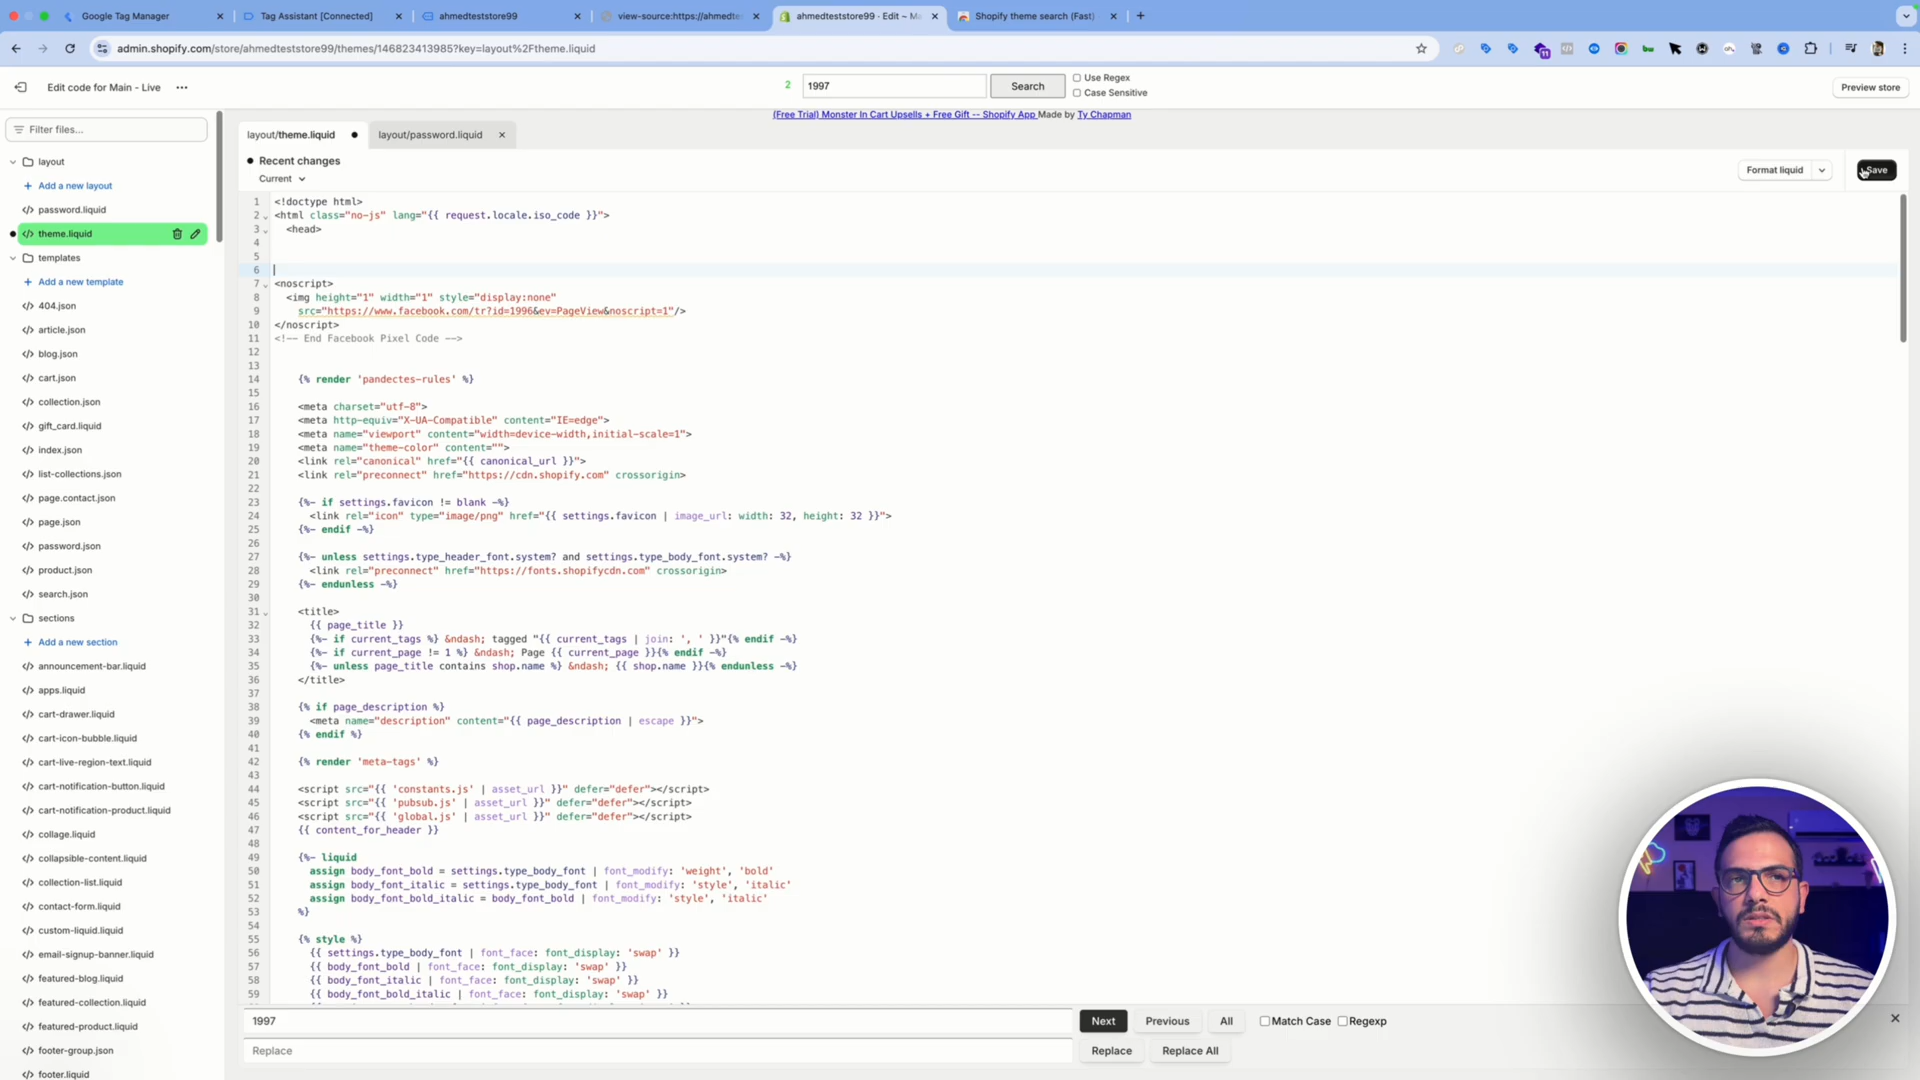 Google Tag Manager
Tag Assistant [Connected]
ahmedteststore99
view-source:https://ahmedte
ahmedteststore99 · Edit ~ Ma
Shopify theme search (Fast)
admin.shopify.com/store/ahmedteststore99/themes/146823413985?key=layout%2Ftheme.liquid
11
Edit code for Main - Live
2
1997
Search
Use Regex
Case Sensitive
Preview store
(Free Trial) Monster In Cart Upsells + Free Gift -- Shopify App Made by Ty Chapman
Filter files...
layout/theme.liquid
layout/password.liquid
Recent changes
Current
Format liquid
Save
layout
Add a new layout
password.liquid
theme.liquid
templates
Add a new template
404.json
article.json
blog.json
cart.json
collection.json
gift_card.liquid
index.json
list-collections.json
page.contact.json
page.json
password.json
product.json
search.json
sections
Add a new section
announcement-bar.liquid
apps.liquid
cart-drawer.liquid
cart-icon-bubble.liquid
cart-live-region-text.liquid
cart-notification-button.liquid
cart-notification-product.liquid
collage.liquid
collapsible-content.liquid
collection-list.liquid
contact-form.liquid
custom-liquid.liquid
email-signup-banner.liquid
featured-blog.liquid
featured-collection.liquid
featured-product.liquid
footer-group.json
footer.liquid
1 <!doctype html>
2 <html class="no-js" lang="{{ request.locale.iso_code }}">
3 <head>
4
5
6
7 <noscript>
8 <img height="1" width="1" style="display:none"
9 src="https://www.facebook.com/tr?id=1996&ev=PageView&noscript=1"/>
10 </noscript>
11 <!-- End Facebook Pixel Code -->
12
13
14 {% render 'pandectes-rules' %}
15
16 <meta charset="utf-8">
17 <meta http-equiv="X-UA-Compatible" content="IE=edge">
18 <meta name="viewport" content="width=device-width,initial-scale=1">
19 <meta name="theme-color" content="">
20 <link rel="canonical" href="{{ canonical_url }}">
21 <link rel="preconnect" href="https://cdn.shopify.com" crossorigin>
22
23 {%- if settings.favicon != blank -%}
24 <link rel="icon" type="image/png" href="{{ settings.favicon | image_url: width: 32, height: 32 }}">
25 {%- endif -%}
26
27 {%- unless settings.type_header_font.system? and settings.type_body_font.system? -%}
28 <link rel="preconnect" href="https://fonts.shopifycdn.com" crossorigin>
29 {%- endunless -%}
30
31 <title>
32 {{ page_title }}
33 {%- if current_tags %} &ndash; tagged "{{ current_tags | join: ', ' }}"{% endif -%}
34 {%- if current_page != 1 %} &ndash; Page {{ current_page }}{% endif -%}
35 {%- unless page_title contains shop.name %} &ndash; {{ shop.name }}{% endunless -%}
36 </title>
37
38 {% if page_description %}
39 <meta name="description" content="{{ page_description | escape }}">
40 {% endif %}
41
42 {% render 'meta-tags' %}
43
44 <script src="{{ 'constants.js' | asset_url }}" defer="defer"></script>
45 <script src="{{ 'pubsub.js' | asset_url }}" defer="defer"></script>
46 <script src="{{ 'global.js' | asset_url }}" defer="defer"></script>
47 {{ content_for_header }}
48
49 {%- liquid
50 assign body_font_bold = settings.type_body_font | font_modify: 'weight', 'bold'
51 assign body_font_italic = settings.type_body_font | font_modify: 'style', 'italic'
52 assign body_font_bold_italic = body_font_bold | font_modify: 'style', 'italic'
53 %}
54
55 {% style %}
56 {{ settings.type_body_font | font_face: font_display: 'swap' }}
57 {{ body_font_bold | font_face: font_display: 'swap' }}
58 {{ body_font_italic | font_face: font_display: 'swap' }}
59 {{ body_font_bold_italic | font_face: font_display: 'swap' }}
1997
Next
Previous
All
Match Case
Regexp
Replace
Replace
Replace All